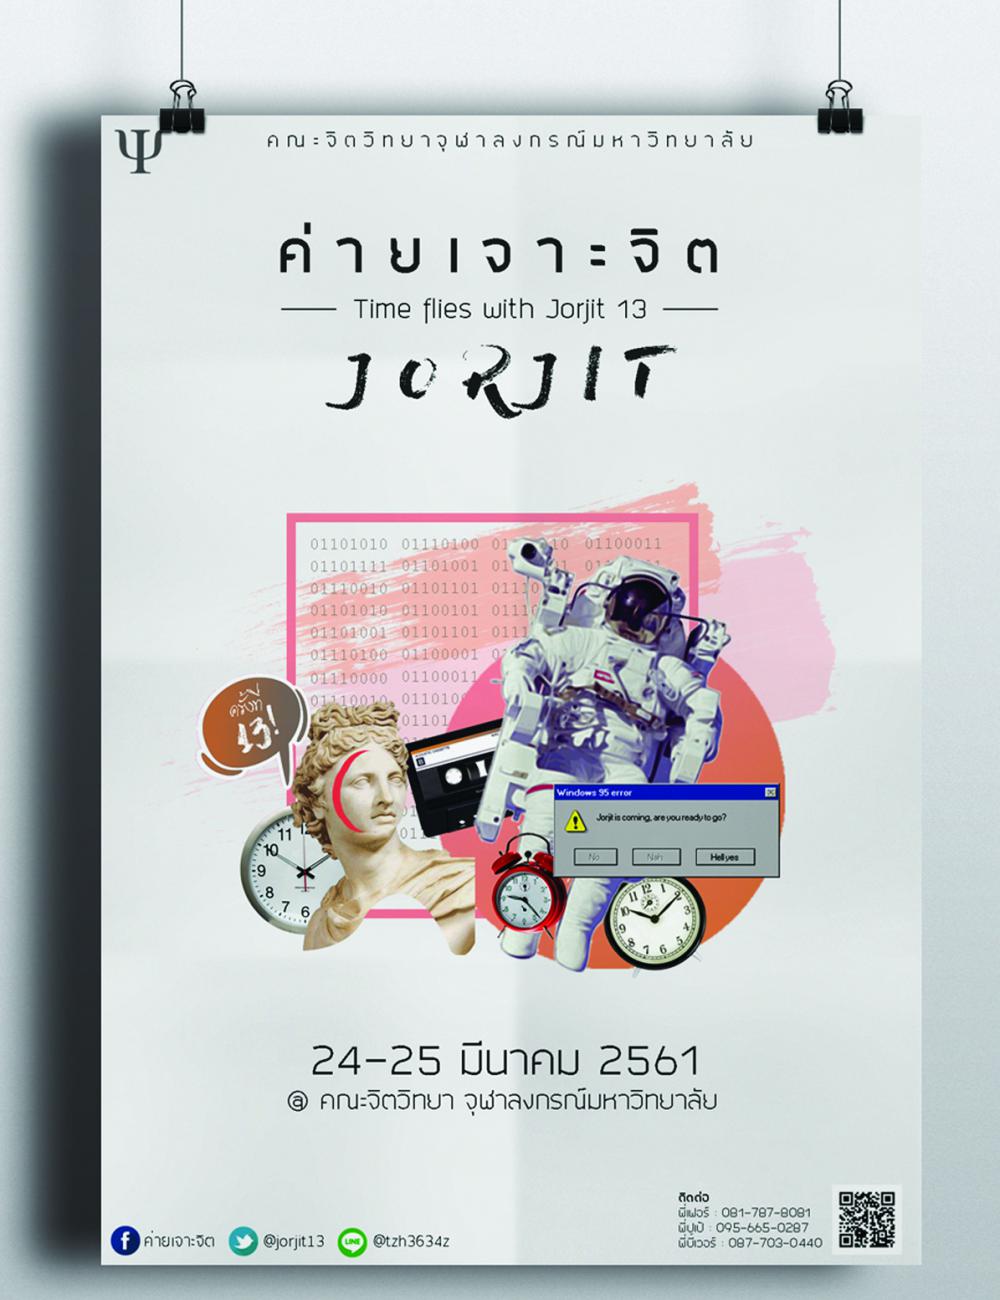 Ψ
คณะจิตวิทยาจุฬาลงกรณ์มหาวิทยาลัย
ค่ายเจาะจิต
Time flies with Jorjit 13
JORJIT
01101010 01110100 01100011
01101111 01101001
01110010 01101101
01101010 01100101
01101001 01101101
01110100 01100001
01110000 01100011
ครั้งที่
13!
Windows 95 error
Jorjit is coming, are you ready to go?
No Nah Hell yes
24-25 มีนาคม 2561
@ คณะจิตวิทยา จุฬาลงกรณ์มหาวิทยาลัย
ติดต่อ
พี่เฟอร์ : 081-787-8081
พี่ปูเป้ : 095-665-0287
พี่บีเวอร์ : 087-703-0440
f ค่ายเจาะจิต @jorjit13 LINE @tzh3634z